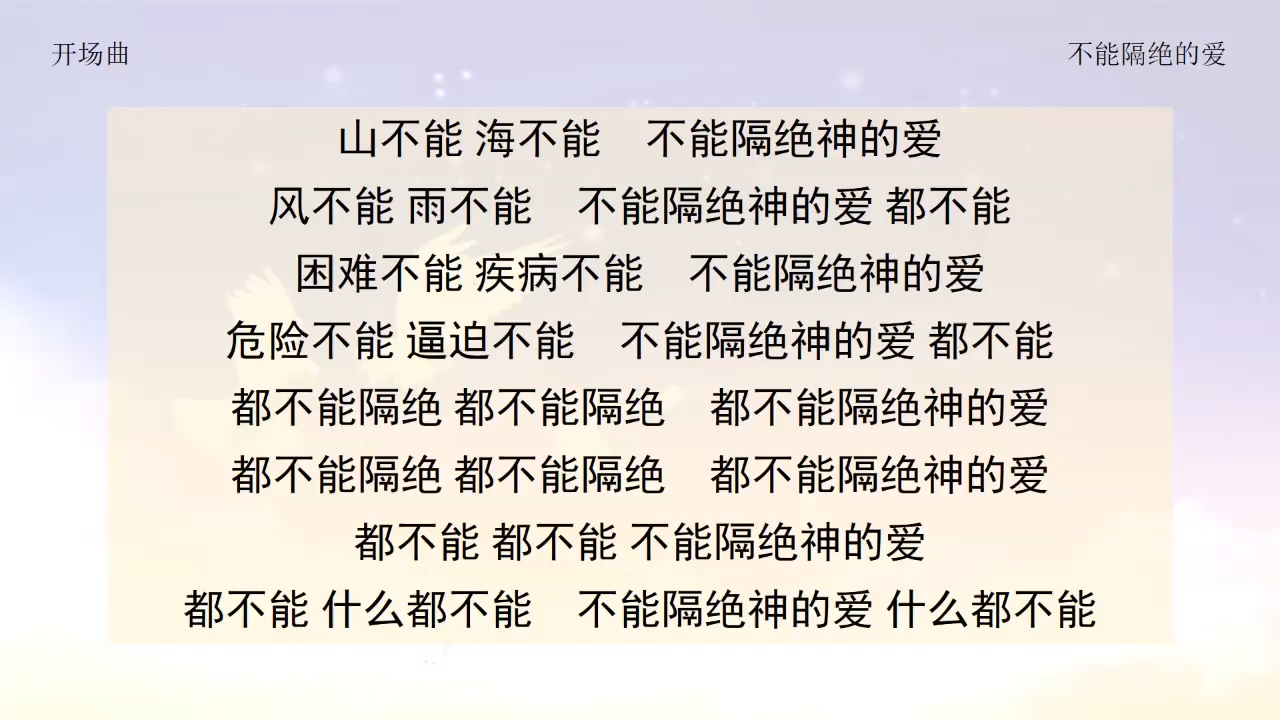 开场曲
不能隔绝的爱
山不能 海不能 不能隔绝神的爱
风不能 雨不能 不能隔绝神的爱 都不能
困难不能 疾病不能 不能隔绝神的爱
危险不能 逼迫不能 不能隔绝神的爱 都不能
都不能隔绝 都不能隔绝 都不能隔绝神的爱
都不能隔绝 都不能隔绝 都不能隔绝神的爱
都不能 都不能 不能隔绝神的爱
都不能 什么都不能 不能隔绝神的爱 什么都不能